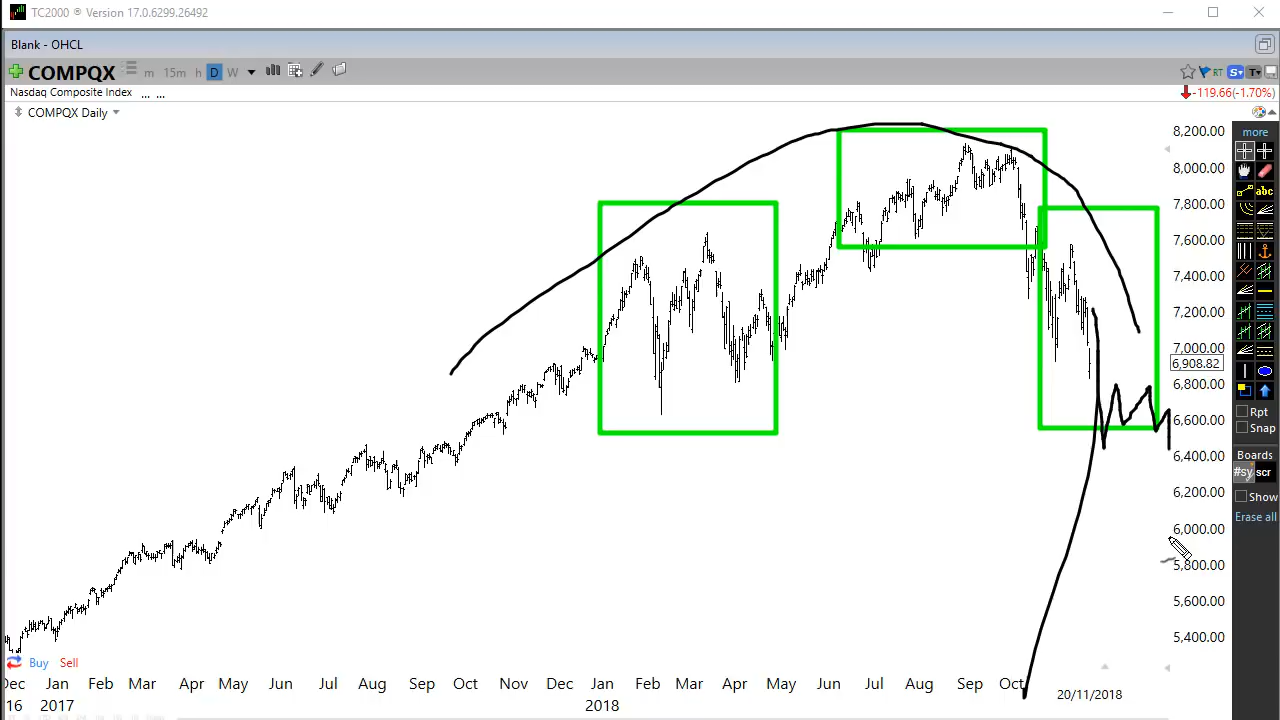 TC2000 ® Version 17.0.6299.26492
Blank - OHCL
COMPQX m 15m h D W RT S T
Nasdaq Composite Index ... ... -119.66(-1.70%)
COMPQX Daily
more
abc
8,200.00
8,000.00
7,800.00
7,600.00
7,400.00
7,200.00
7,000.00
6,908.82
6,800.00
6,600.00
6,400.00
6,200.00
6,000.00
5,800.00
5,600.00
5,400.00
Rpt
Snap
Boards
#sy scr
Show
Erase all
Buy Sell
Dec Jan Feb Mar Apr May Jun Jul Aug Sep Oct Nov Dec Jan Feb Mar Apr May Jun Jul Aug Sep Oct
16 2017 2018 20/11/2018